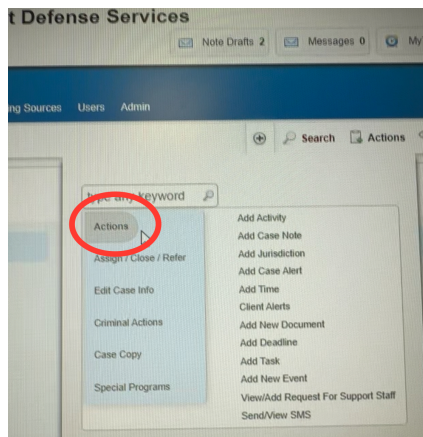 t Defense Services
Note Drafts 2
Messages 0
My
ng Sources Users Admin
Search Actions
type any keyword
Actions
Assign / Close / Refer
Edit Case Info
Criminal Actions
Case Copy
Special Programs
Add Activity
Add Case Note
Add Jurisdiction
Add Case Alert
Add Time
Client Alerts
Add New Document
Add Deadline
Add Task
Add New Event
View/Add Request For Support Staff
Send/View SMS